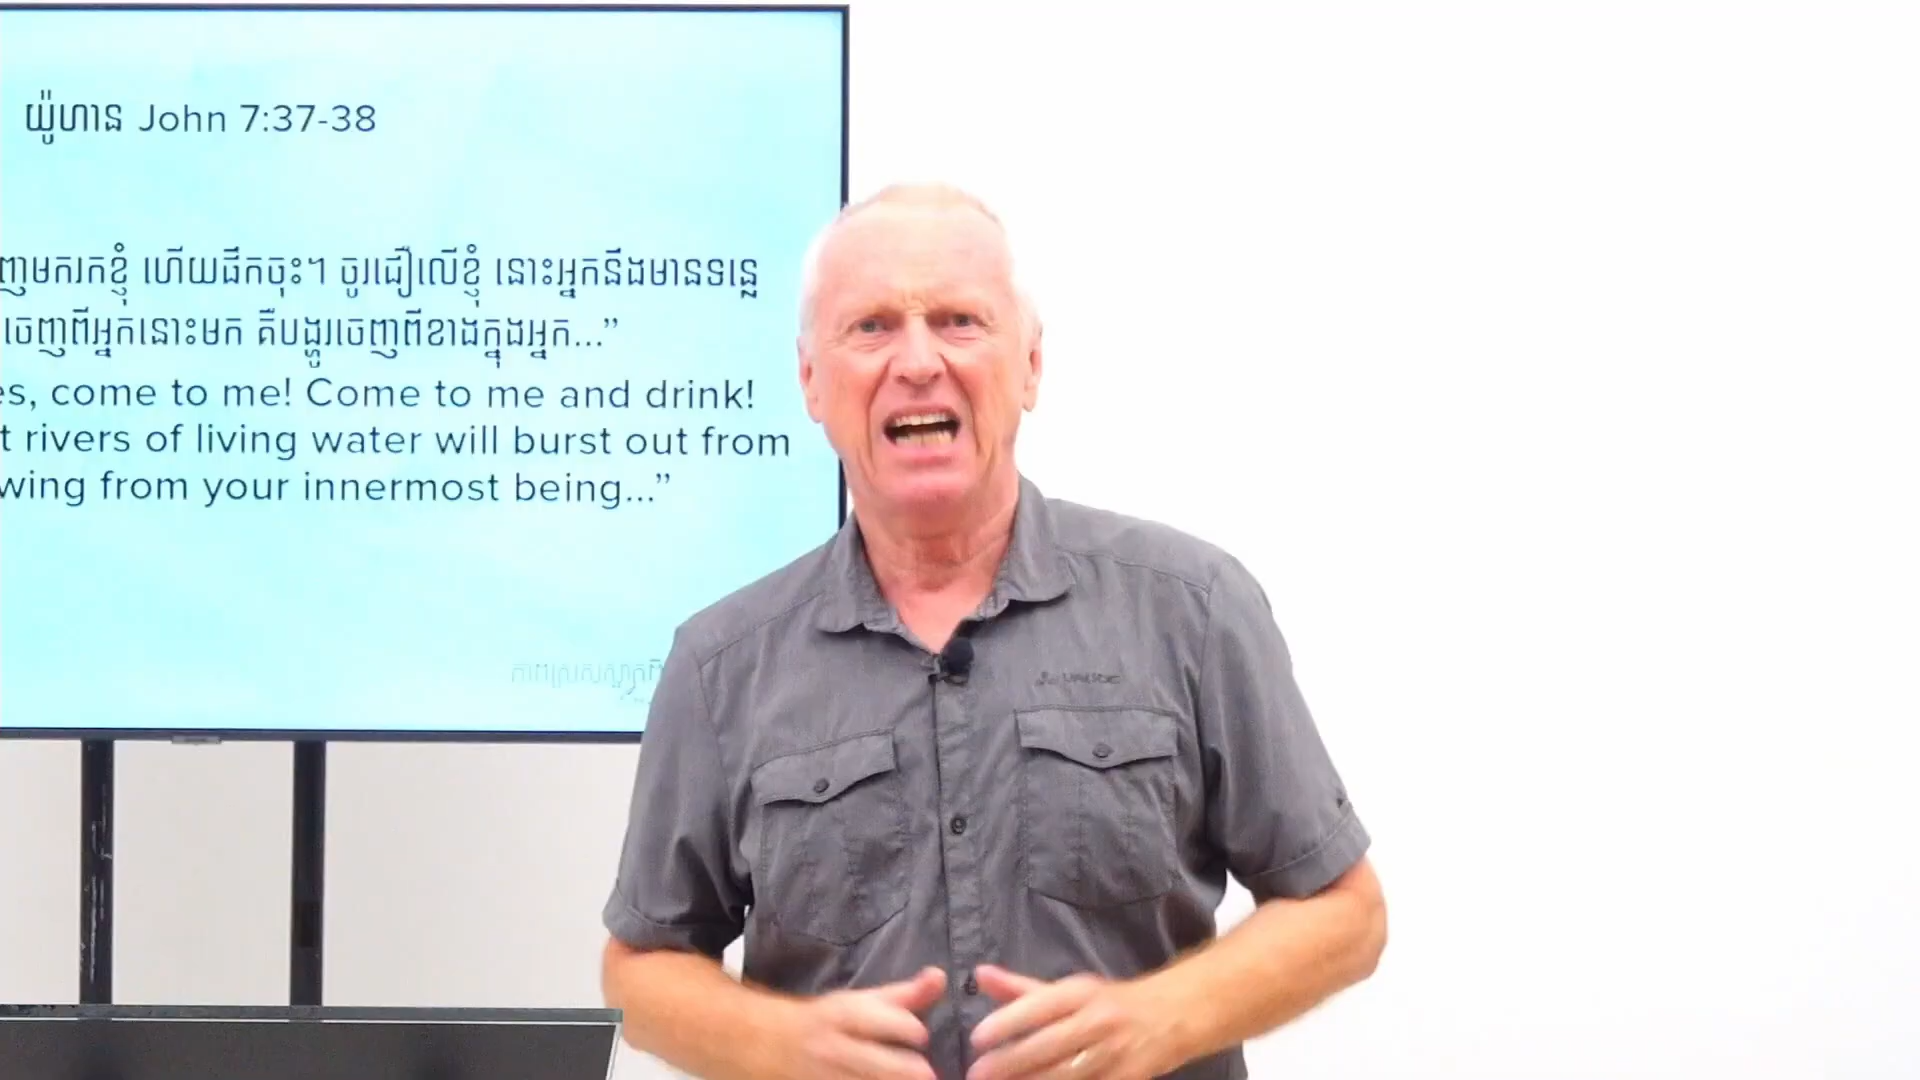 យ៉ូហាន John 7:37-38
ញមករកខ្ញុំ ហើយផឹកចុះ។ ចូរជឿលើខ្ញុំ នោះអ្នកនឹងមានទន្លេ
ចេញពីអ្នកនោះមក គឺបង្ហូរចេញពីខាងក្នុងអ្នក...”
es, come to me! Come to me and drink!
t rivers of living water will burst out from
wing from your innermost being...”
VAUDE